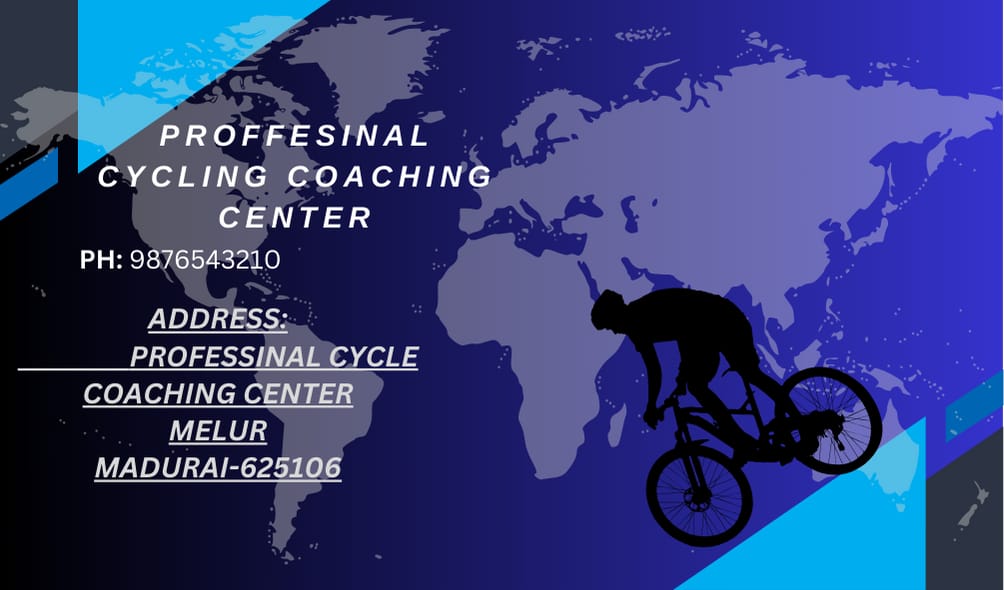 PROFFESINAL
CYCLING COACHING
CENTER
PH: 9876543210
ADDRESS:
PROFESSINAL CYCLE
COACHING CENTER
MELUR
MADURAI-625106